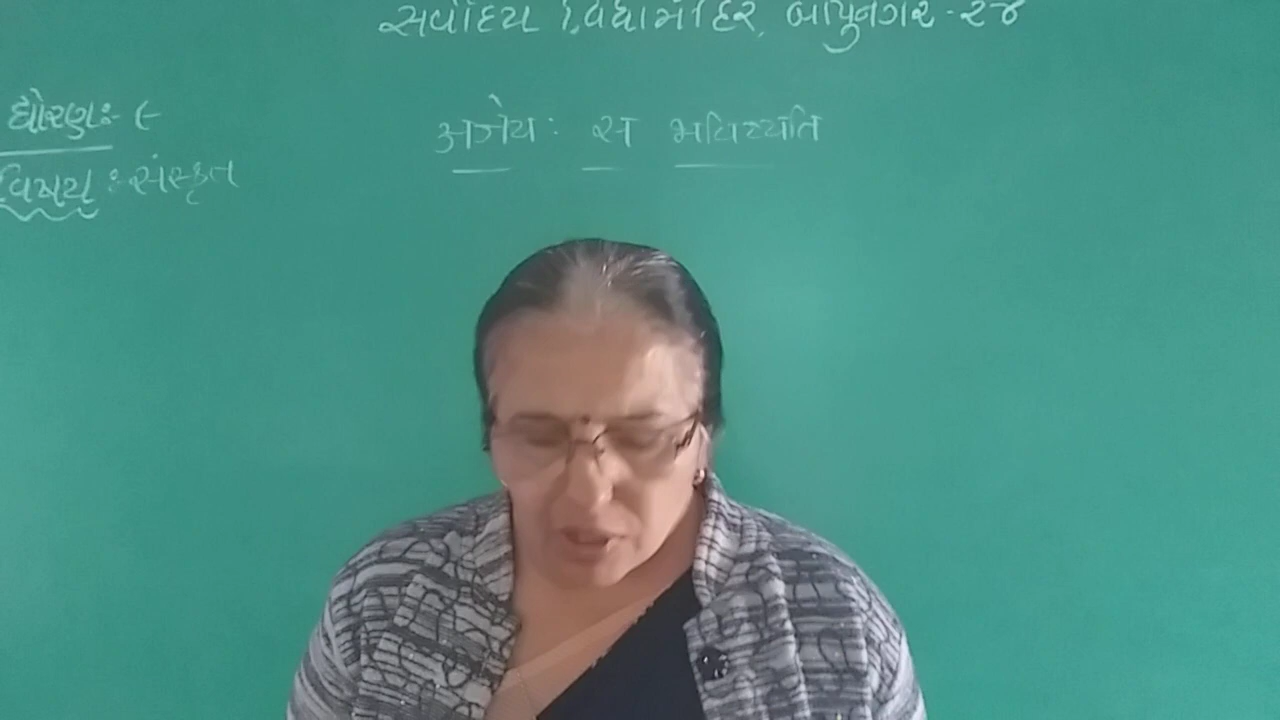 સર્વોદય વિદ્યામંદિર, બાપુનગર-૨૪
ધોરણઃ- ૯
अजेयः स भविष्यति
વિષય :- સંસ્કૃત